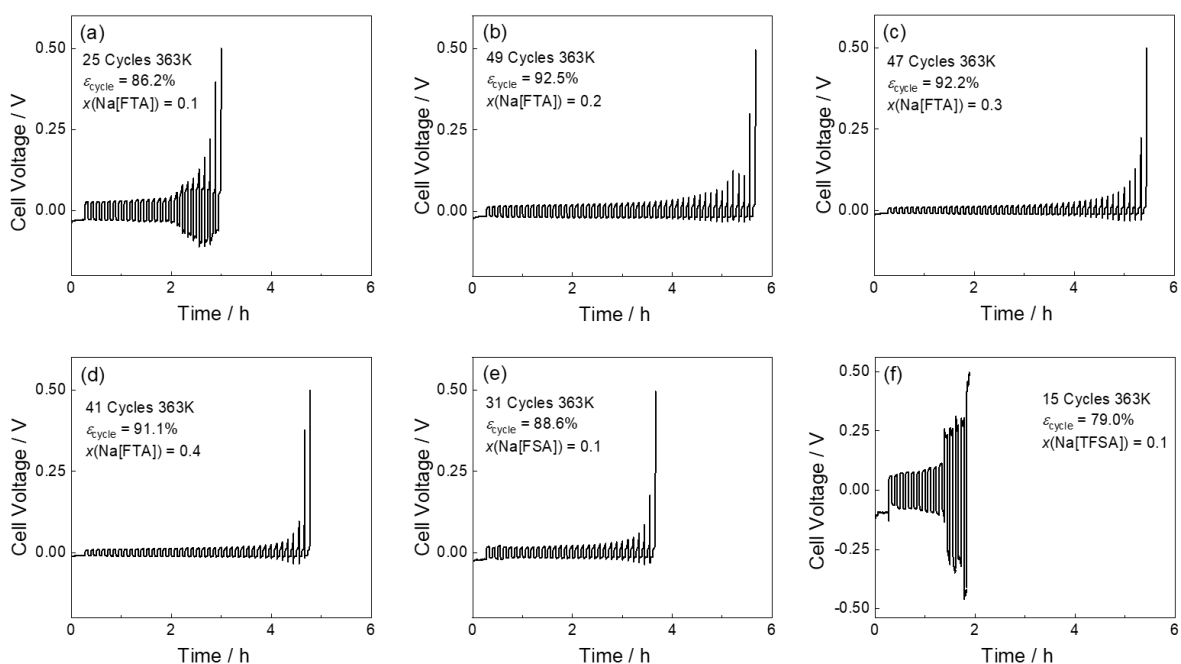 (a)
25 Cycles 363K
εcycle = 86.2%
x(Na[FTA]) = 0.1
0.50
0.25
0.00
Cell Voltage / V
0 2 4 6
Time / h
(b)
49 Cycles 363K
εcycle = 92.5%
x(Na[FTA]) = 0.2
0.50
0.25
0.00
Cell Voltage / V
0 2 4 6
Time / h
(c)
47 Cycles 363K
εcycle = 92.2%
x(Na[FTA]) = 0.3
0.50
0.25
0.00
Cell Voltage / V
0 2 4 6
Time / h
(d)
41 Cycles 363K
εcycle = 91.1%
x(Na[FTA]) = 0.4
0.50
0.25
0.00
Cell Voltage / V
0 2 4 6
Time / h
(e)
31 Cycles 363K
εcycle = 88.6%
x(Na[FSA]) = 0.1
0.50
0.25
0.00
Cell Voltage / V
0 2 4 6
Time / h
(f)
15 Cycles 363K
εcycle = 79.0%
x(Na[TFSA]) = 0.1
0.50
0.25
0.00
-0.25
-0.50
Cell Voltage / V
0 2 4 6
Time / h